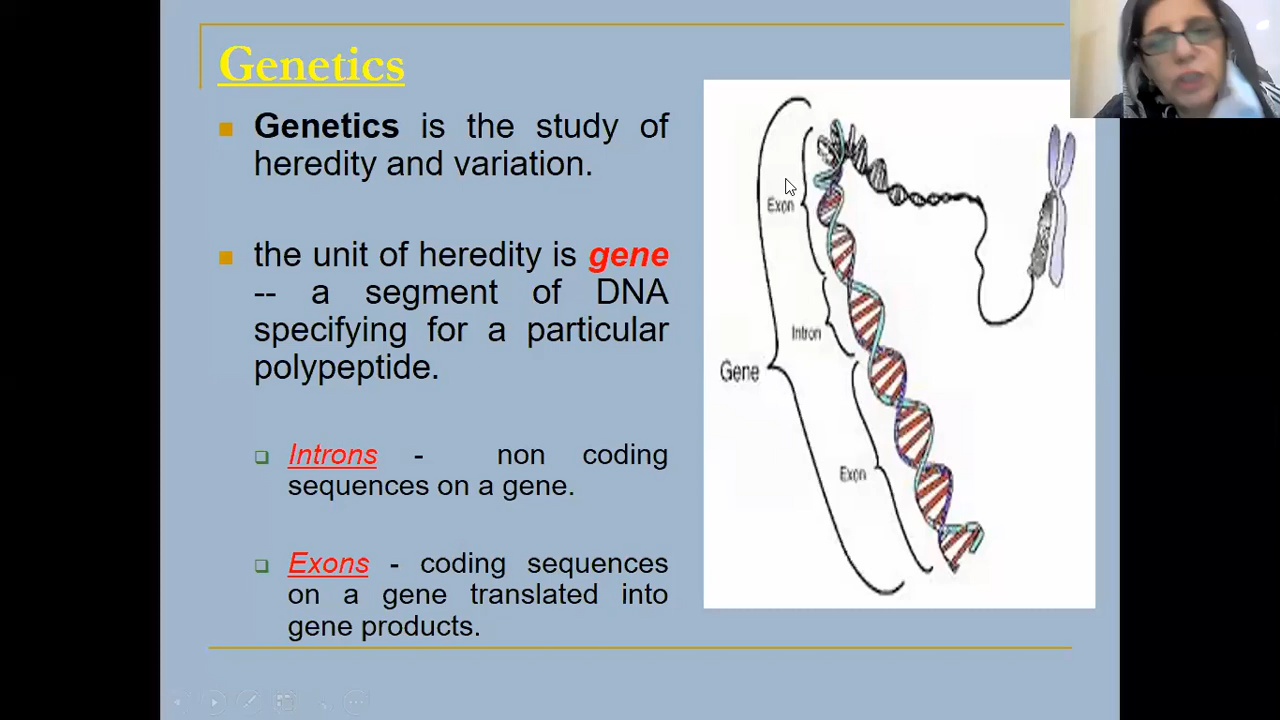 Genetics
Genetics is the study of
heredity and variation.
the unit of heredity is gene
-- a segment of DNA
specifying for a particular
polypeptide.
Introns - non coding
sequences on a gene.
Exons - coding sequences
on a gene translated into
gene products.
Exon
Intron
Gene
Exon